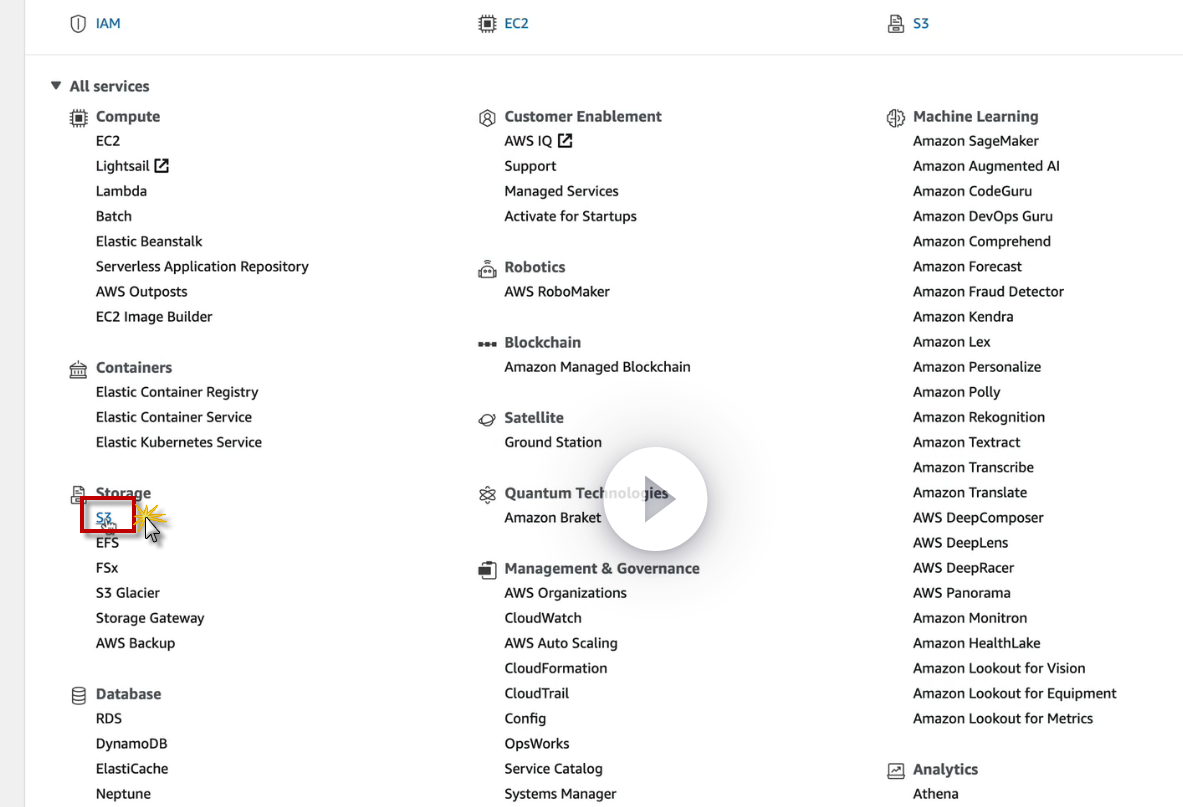 IAM
EC2
S3
All services
Compute
EC2
Lightsail
Lambda
Batch
Elastic Beanstalk
Serverless Application Repository
AWS Outposts
EC2 Image Builder
Containers
Elastic Container Registry
Elastic Container Service
Elastic Kubernetes Service
Storage
S3
EFS
FSx
S3 Glacier
Storage Gateway
AWS Backup
Database
RDS
DynamoDB
ElastiCache
Neptune
Customer Enablement
AWS IQ
Support
Managed Services
Activate for Startups
Robotics
AWS RoboMaker
Blockchain
Amazon Managed Blockchain
Satellite
Ground Station
Quantum Technologies
Amazon Braket
Management & Governance
AWS Organizations
CloudWatch
AWS Auto Scaling
CloudFormation
CloudTrail
Config
OpsWorks
Service Catalog
Systems Manager
Machine Learning
Amazon SageMaker
Amazon Augmented AI
Amazon CodeGuru
Amazon DevOps Guru
Amazon Comprehend
Amazon Forecast
Amazon Fraud Detector
Amazon Kendra
Amazon Lex
Amazon Personalize
Amazon Polly
Amazon Rekognition
Amazon Textract
Amazon Transcribe
Amazon Translate
AWS DeepComposer
AWS DeepLens
AWS DeepRacer
AWS Panorama
Amazon Monitron
Amazon HealthLake
Amazon Lookout for Vision
Amazon Lookout for Equipment
Amazon Lookout for Metrics
Analytics
Athena